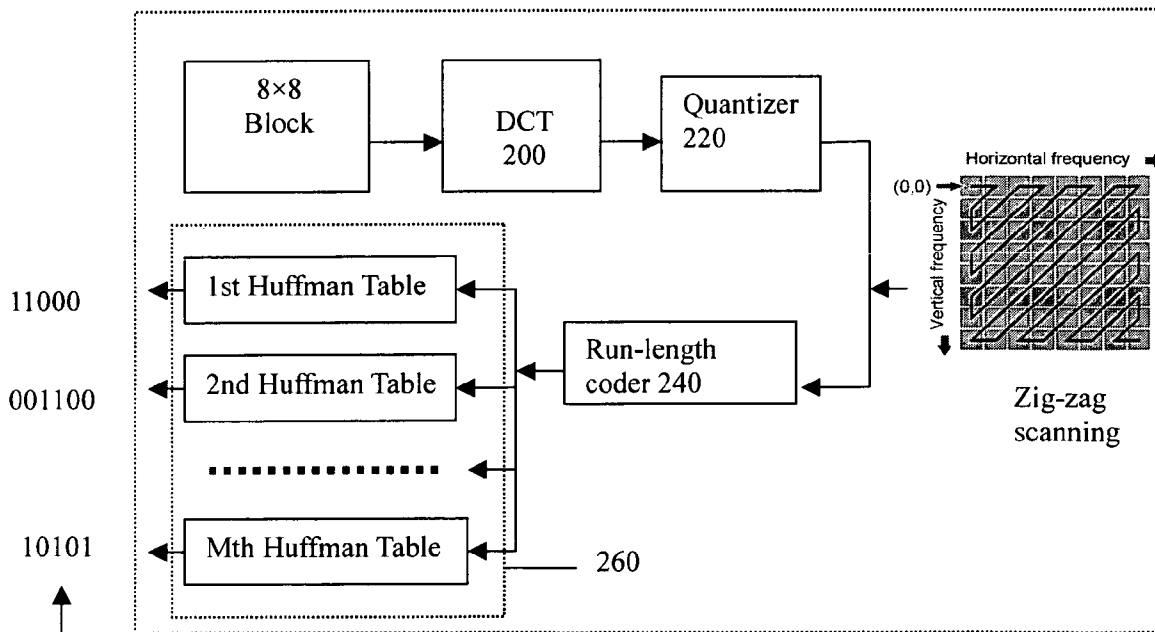 8×8
Block
DCT
200
Quantizer
220
Horizontal frequency
(0,0)
Vertical frequency
11000
1st Huffman Table
001100
2nd Huffman Table
Run-length
coder 240
Zig-zag
scanning
10101
Mth Huffman Table
260